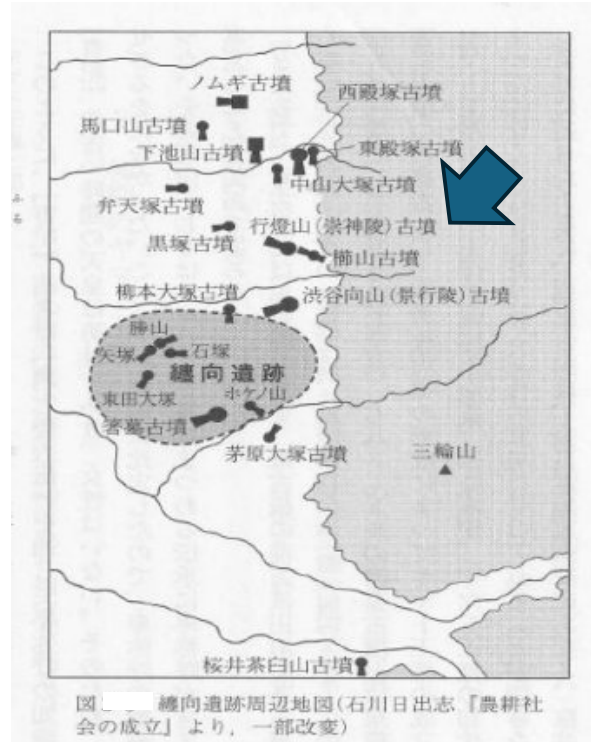 ノムギ古墳
西殿塚古墳
馬口山古墳
下池山古墳
東殿塚古墳
中山大塚古墳
弁天塚古墳
行燈山(崇神陵)古墳
黒塚古墳
櫛山古墳
柳本大塚古墳
渋谷向山(景行陵)古墳
勝山
矢塚
石塚
纏向遺跡
東田大塚
ホケノ山
箸墓古墳
茅原大塚古墳
三輪山
桜井茶臼山古墳
図 纏向遺跡周辺地図(石川日出志『農耕社
会の成立』より,一部改変)